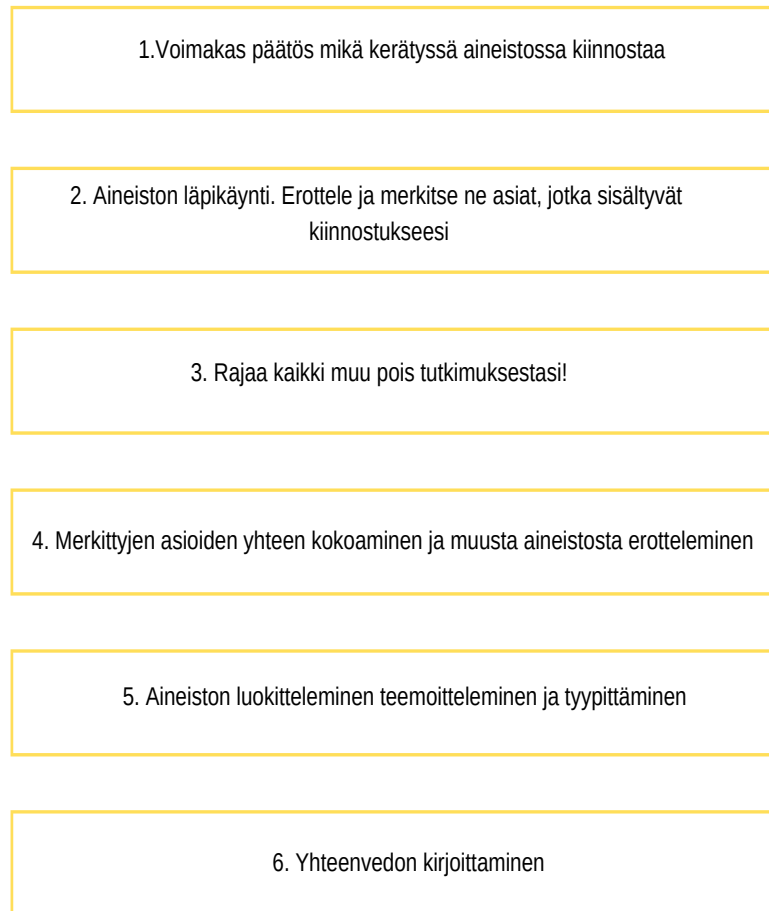 1.Voimakas päätös mikä kerätyssä aineistossa kiinnostaa
2. Aineiston läpikäynti. Erottele ja merkitse ne asiat, jotka sisältyvät
kiinnostukseesi
3. Rajaa kaikki muu pois tutkimuksestasi!
4. Merkittyjen asioiden yhteen kokoaminen ja muusta aineistosta erotteleminen
5. Aineiston luokitteleminen teemoitteleminen ja tyypittäminen
6. Yhteenvedon kirjoittaminen